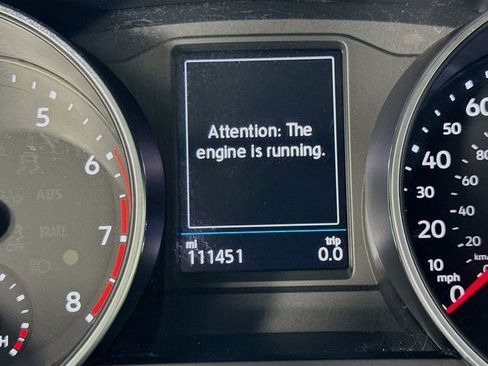 Attention: The
engine is running.
mi
trip
111451
0.0
5
6
7
8
ABS
BRAKE
OFF
H
60
50
40
30
20
10
0
mph
80
60
40
20
km/h